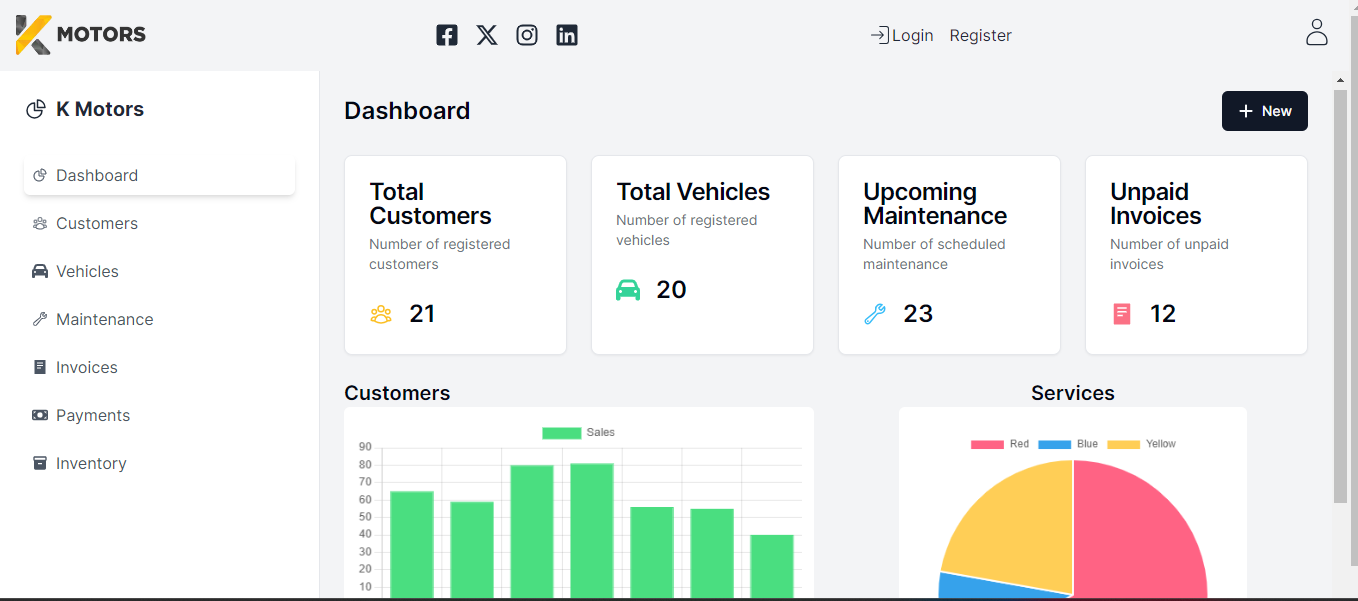 K MOTORS
Login Register
K Motors
Dashboard
Customers
Vehicles
Maintenance
Invoices
Payments
Inventory
Dashboard
+ New
Total
Customers
Number of registered
customers
21
Total Vehicles
Number of registered
vehicles
20
Upcoming
Maintenance
Number of scheduled
maintenance
23
Unpaid
Invoices
Number of unpaid
invoices
12
Customers
Sales
90
80
70
60
50
40
30
20
10
Services
Red Blue Yellow